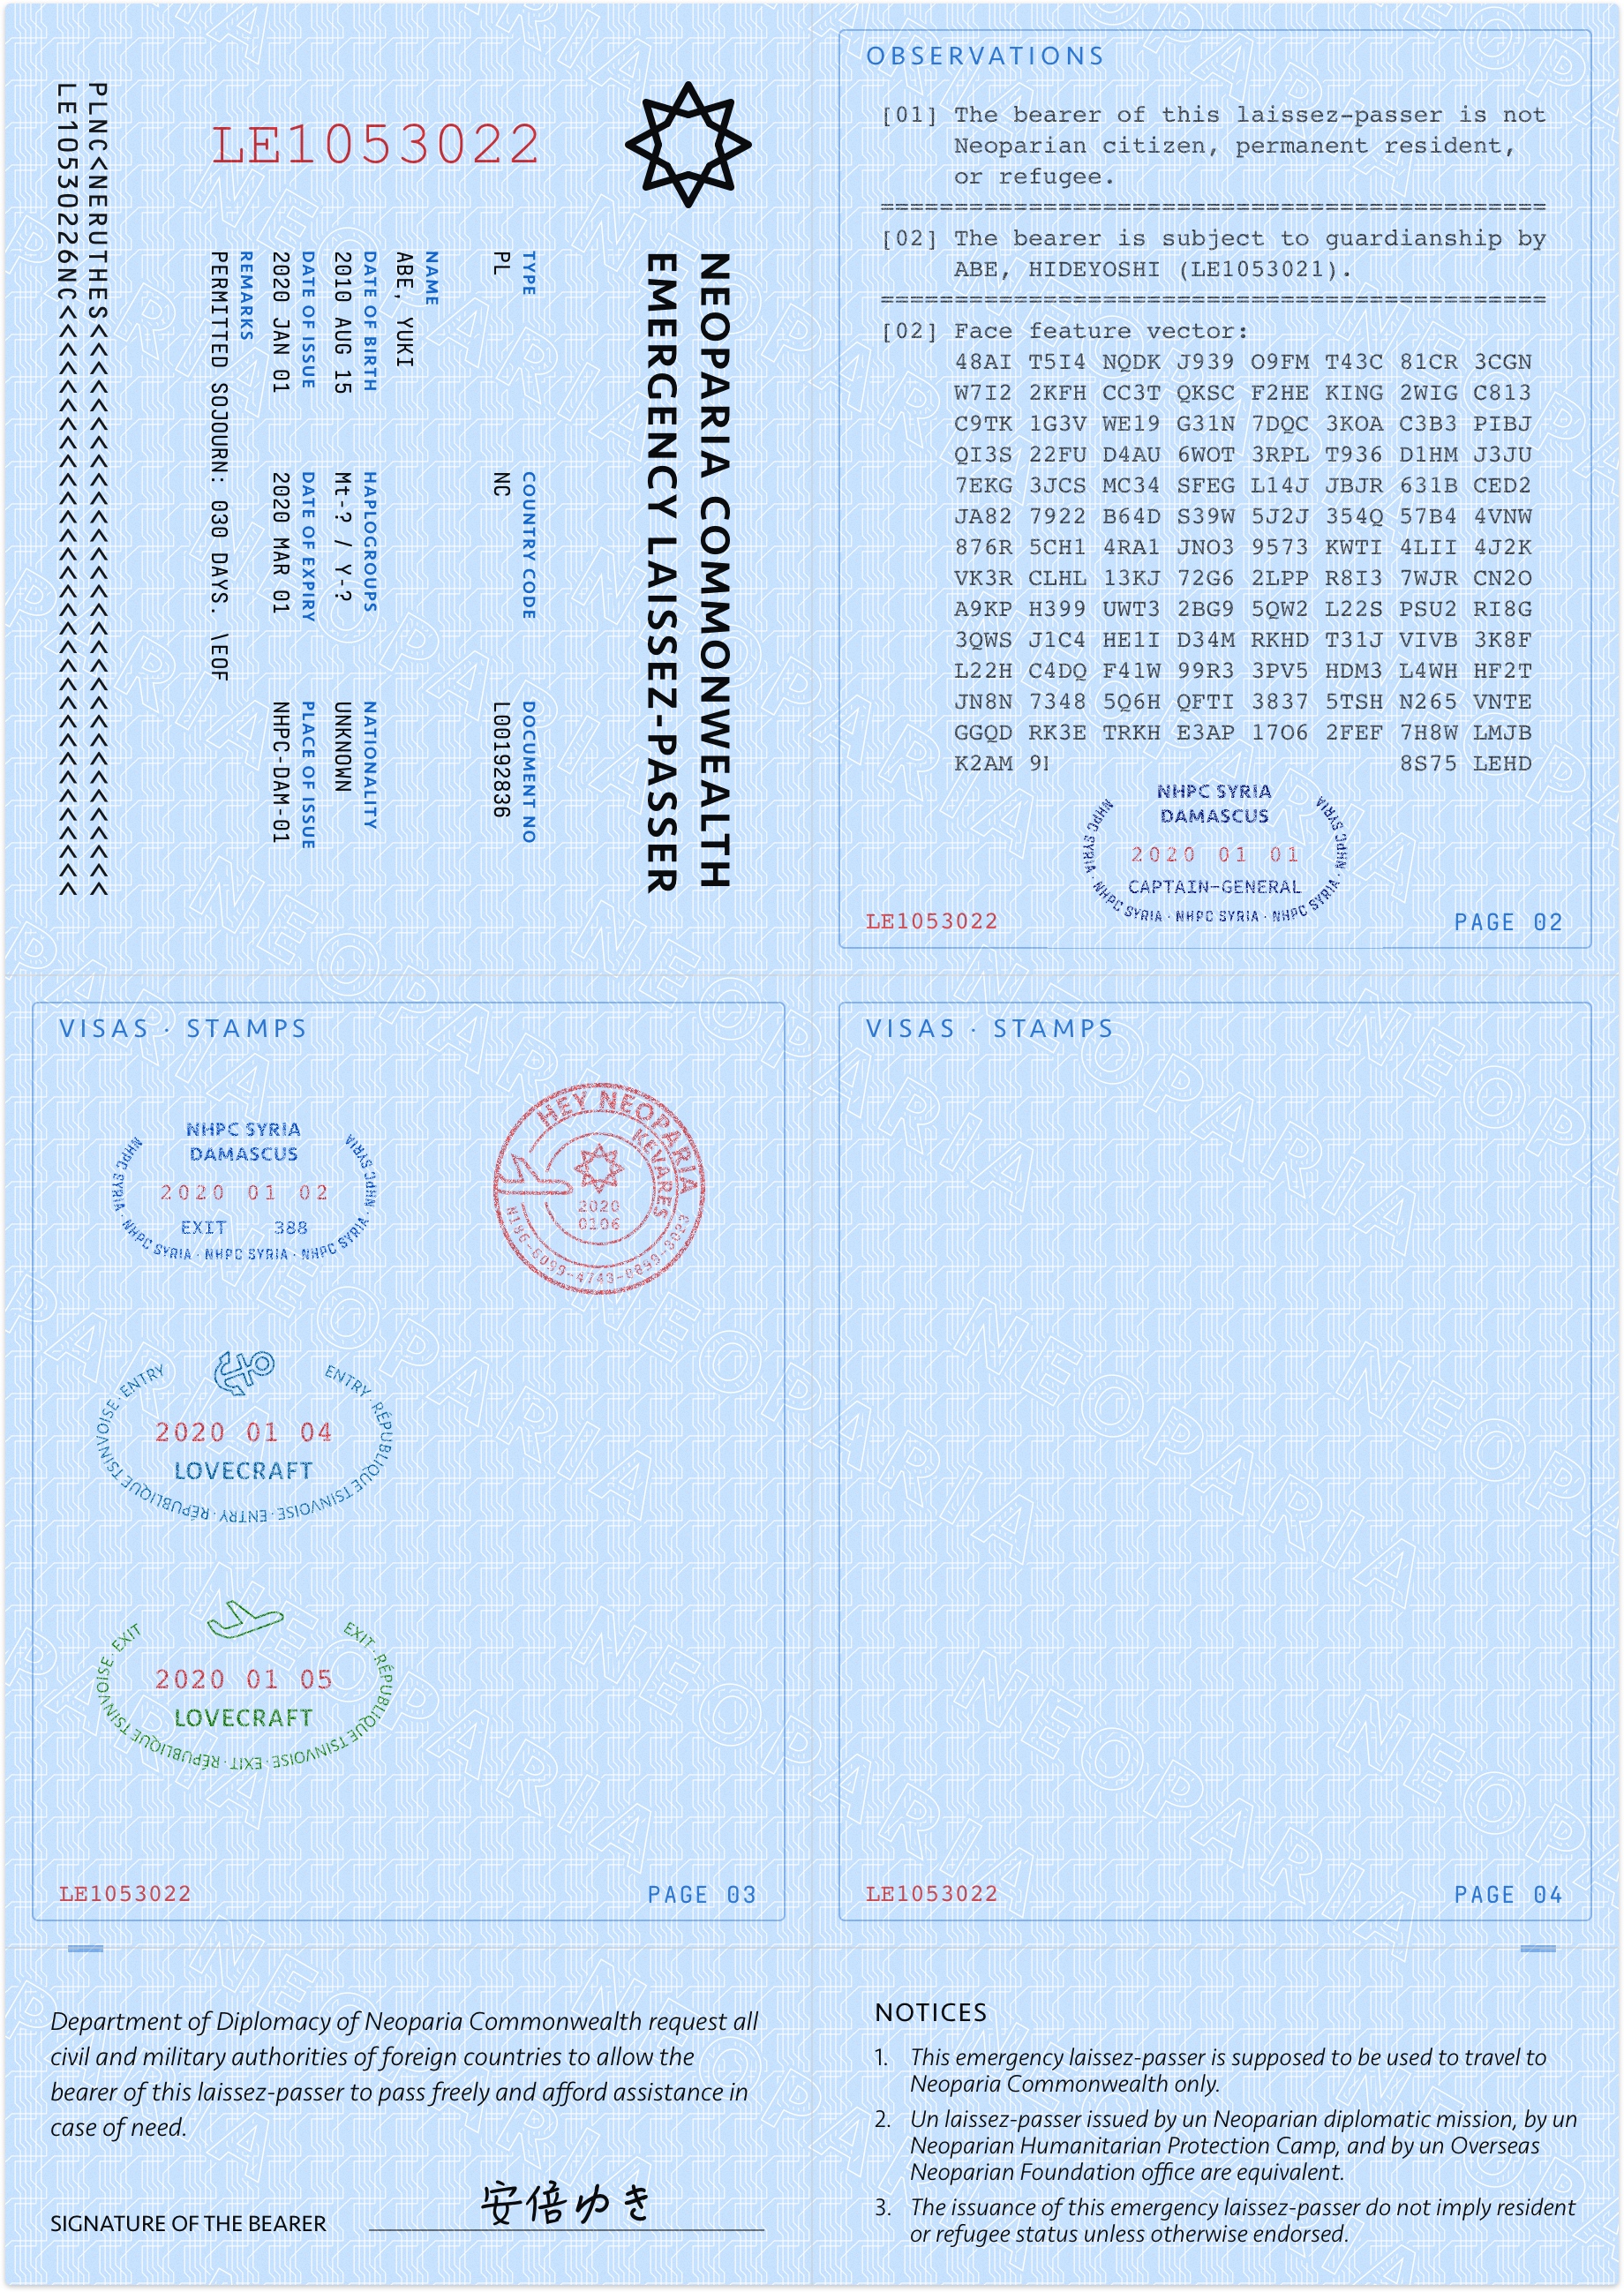 NEOPARIA COMMONWEALTH
EMERGENCY LAISSEZ-PASSER
TYPE
PL
COUNTRY CODE
NC
DOCUMENT NO
L001928836
NAME
ABE, YUKI
DATE OF BIRTH
2010 AUG 15
HAPLOGROUPS
Mt-? / Y-?
NATIONALITY
UNKNOWN
DATE OF ISSUE
2020 JAN 01
DATE OF EXPIRY
2020 MAR 01
PLACE OF ISSUE
NHPC-DAM-01
REMARKS
PERMITTED SOJOURN: 030 DAYS. \EOF
LE1053022
PLNC<NERUTHES<<<<<<<<<<<<<<<<<<<<<<<<<<<<<<<
LE10530226NC<<<<<<<<<<<<<<<<<<<<<<<<<<<<<<<<
OBSERVATIONS
[01] The bearer of this laissez-passer is not
Neoparian citizen, permanent resident,
or refugee.
=============================================
[02] The bearer is subject to guardianship by
ABE, HIDEYOSHI (LE1053021).
=============================================
[02] Face feature vector:
48AI T5I4 NQDK J939 O9FM T43C 81CR 3CGN
W7I2 2KFH CC3T QKSC F2HE KING 2WIG C813
C9TK 1G3V WE19 G31N 7DQC 3KOA C3B3 PIBJ
QI3S 22FU D4AU 6WOT 3RPL T936 D1HM J3JU
7EKG 3JCS MC34 SFEG L14J JBJR 631B CED2
JA82 7922 B64D S39W 5J2J 354Q 57B4 4VNW
876R 5CH1 4RA1 JNO3 9573 KWTI 4LII 4J2K
VK3R CLHL 13KJ 72G6 2LPP R8I3 7WJR CN2O
A9KP H399 UWT3 2BG9 5QW2 L22S PSU2 RI8G
3QWS J1C4 HE1I D34M RKHD T31J VIVB 3K8F
L22H C4DQ F41W 99R3 3PV5 HDM3 L4WH HF2T
JN8N 7348 5Q6H QFTI 3837 5TSH N265 VNTE
GGQD RK3E TRKH E3AP 17O6 2FEF 7H8W LMJB
K2AM 8S75 LEHD
NHPC SYRIA
DAMASCUS
2020 01 01
CAPTAIN-GENERAL
NHPC SYRIA · NHPC SYRIA · NHPC SYRIA · NHPC SYRIA · NHPC SYRIA
LE1053022
PAGE 02
VISAS · STAMPS
NHPC SYRIA
DAMASCUS
2020 01 02
EXIT 388
NHPC SYRIA · NHPC SYRIA · NHPC SYRIA · NHPC SYRIA · NHPC SYRIA
HEY NEOPARIA
KEVARES
2020
0106
2020 01 04
LOVECRAFT
ENTRY · RÉPUBLIQUE TSINVOISE · ENTRY · RÉPUBLIQUE TSINVOISE · ENTRY
2020 01 05
LOVECRAFT
EXIT · RÉPUBLIQUE TSINVOISE · EXIT · RÉPUBLIQUE TSINVOISE · EXIT
LE1053022
PAGE 03
VISAS · STAMPS
LE1053022
PAGE 04
Department of Diplomacy of Neoparia Commonwealth request all
civil and military authorities of foreign countries to allow the
bearer of this laissez-passer to pass freely and afford assistance in
case of need.
SIGNATURE OF THE BEARER
安倍ゆき
NOTICES
1. This emergency laissez-passer is supposed to be used to travel to
Neoparia Commonwealth only.
2. Un laissez-passer issued by un Neoparian diplomatic mission, by un
Neoparian Humanitarian Protection Camp, and by un Overseas
Neoparian Foundation office are equivalent.
3. The issuance of this emergency laissez-passer do not imply resident
or refugee status unless otherwise endorsed.